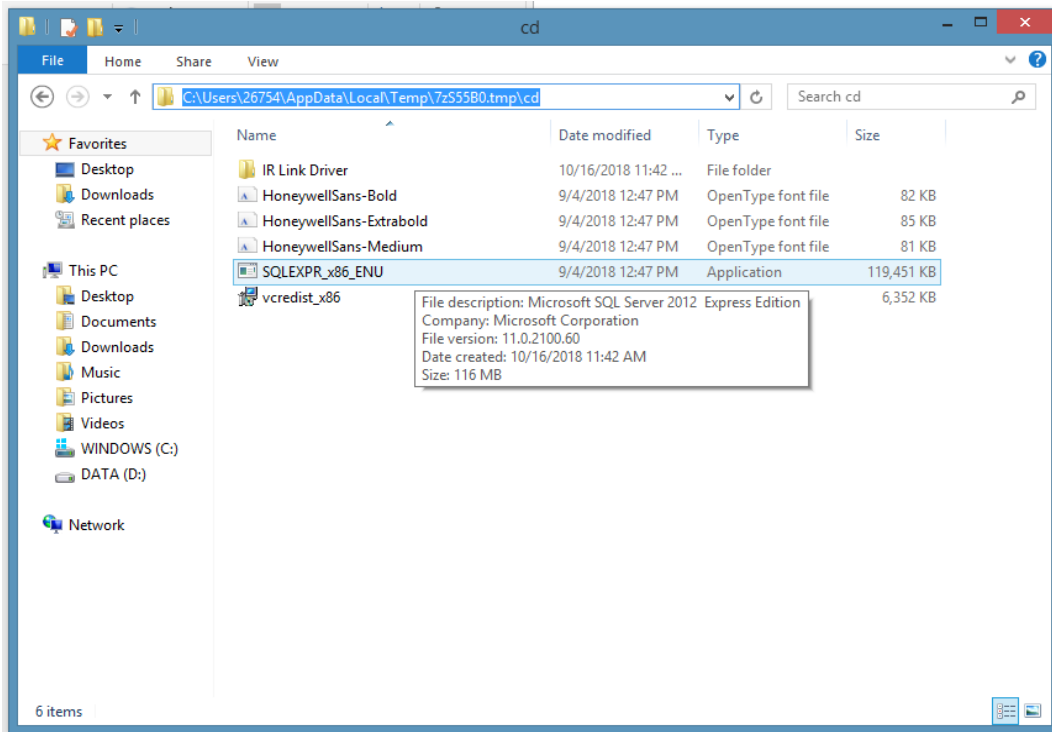 cd
File Home Share View
C:\Users\26754\AppData\Local\Temp\7zS55B0.tmp\cd
Search cd
Name Date modified Type Size
Favorites
Desktop
Downloads
Recent places
This PC
Desktop
Documents
Downloads
Music
Pictures
Videos
WINDOWS (C:)
DATA (D:)
Network
IR Link Driver 10/16/2018 11:42 ... File folder
HoneywellSans-Bold 9/4/2018 12:47 PM OpenType font file 82 KB
HoneywellSans-Extrabold 9/4/2018 12:47 PM OpenType font file 85 KB
HoneywellSans-Medium 9/4/2018 12:47 PM OpenType font file 81 KB
SQLEXPR_x86_ENU 9/4/2018 12:47 PM Application 119,451 KB
vcredist_x86 6,352 KB
File description: Microsoft SQL Server 2012 Express Edition
Company: Microsoft Corporation
File version: 11.0.2100.60
Date created: 10/16/2018 11:42 AM
Size: 116 MB
6 items